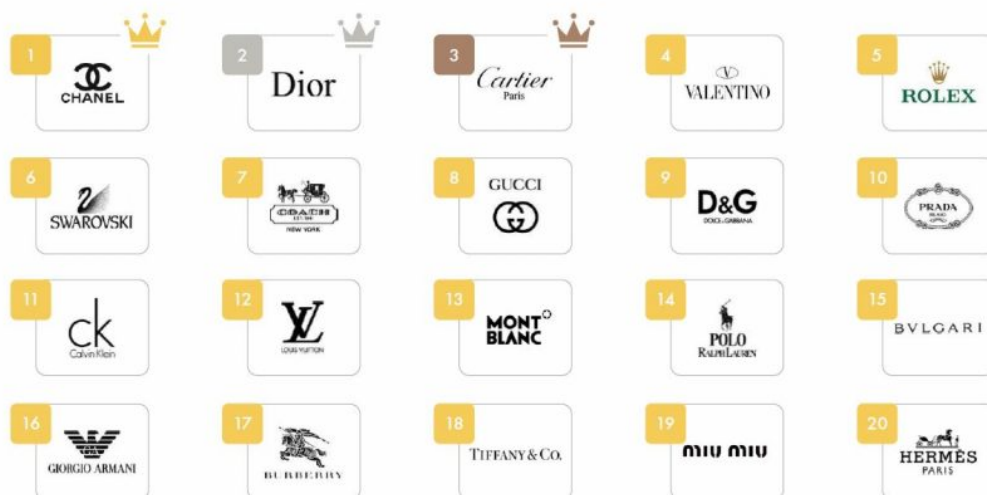 1
CHANEL
2
Dior
3
Cartier
Paris
4
V
VALENTINO
5
ROLEX
6
SWAROVSKI
7
COACH
NEW YORK
8
GUCCI
9
D&G
DOLCE & GABBANA
10
PRADA
MILANO
11
ck
Calvin Klein
12
LV
LOUIS VUITTON
13
MONT
BLANC
14
POLO
RALPH LAUREN
15
BVLGARI
16
GIORGIO ARMANI
17
BURBERRY
18
TIFFANY & CO.
19
miu miu
20
HERMÈS
PARIS